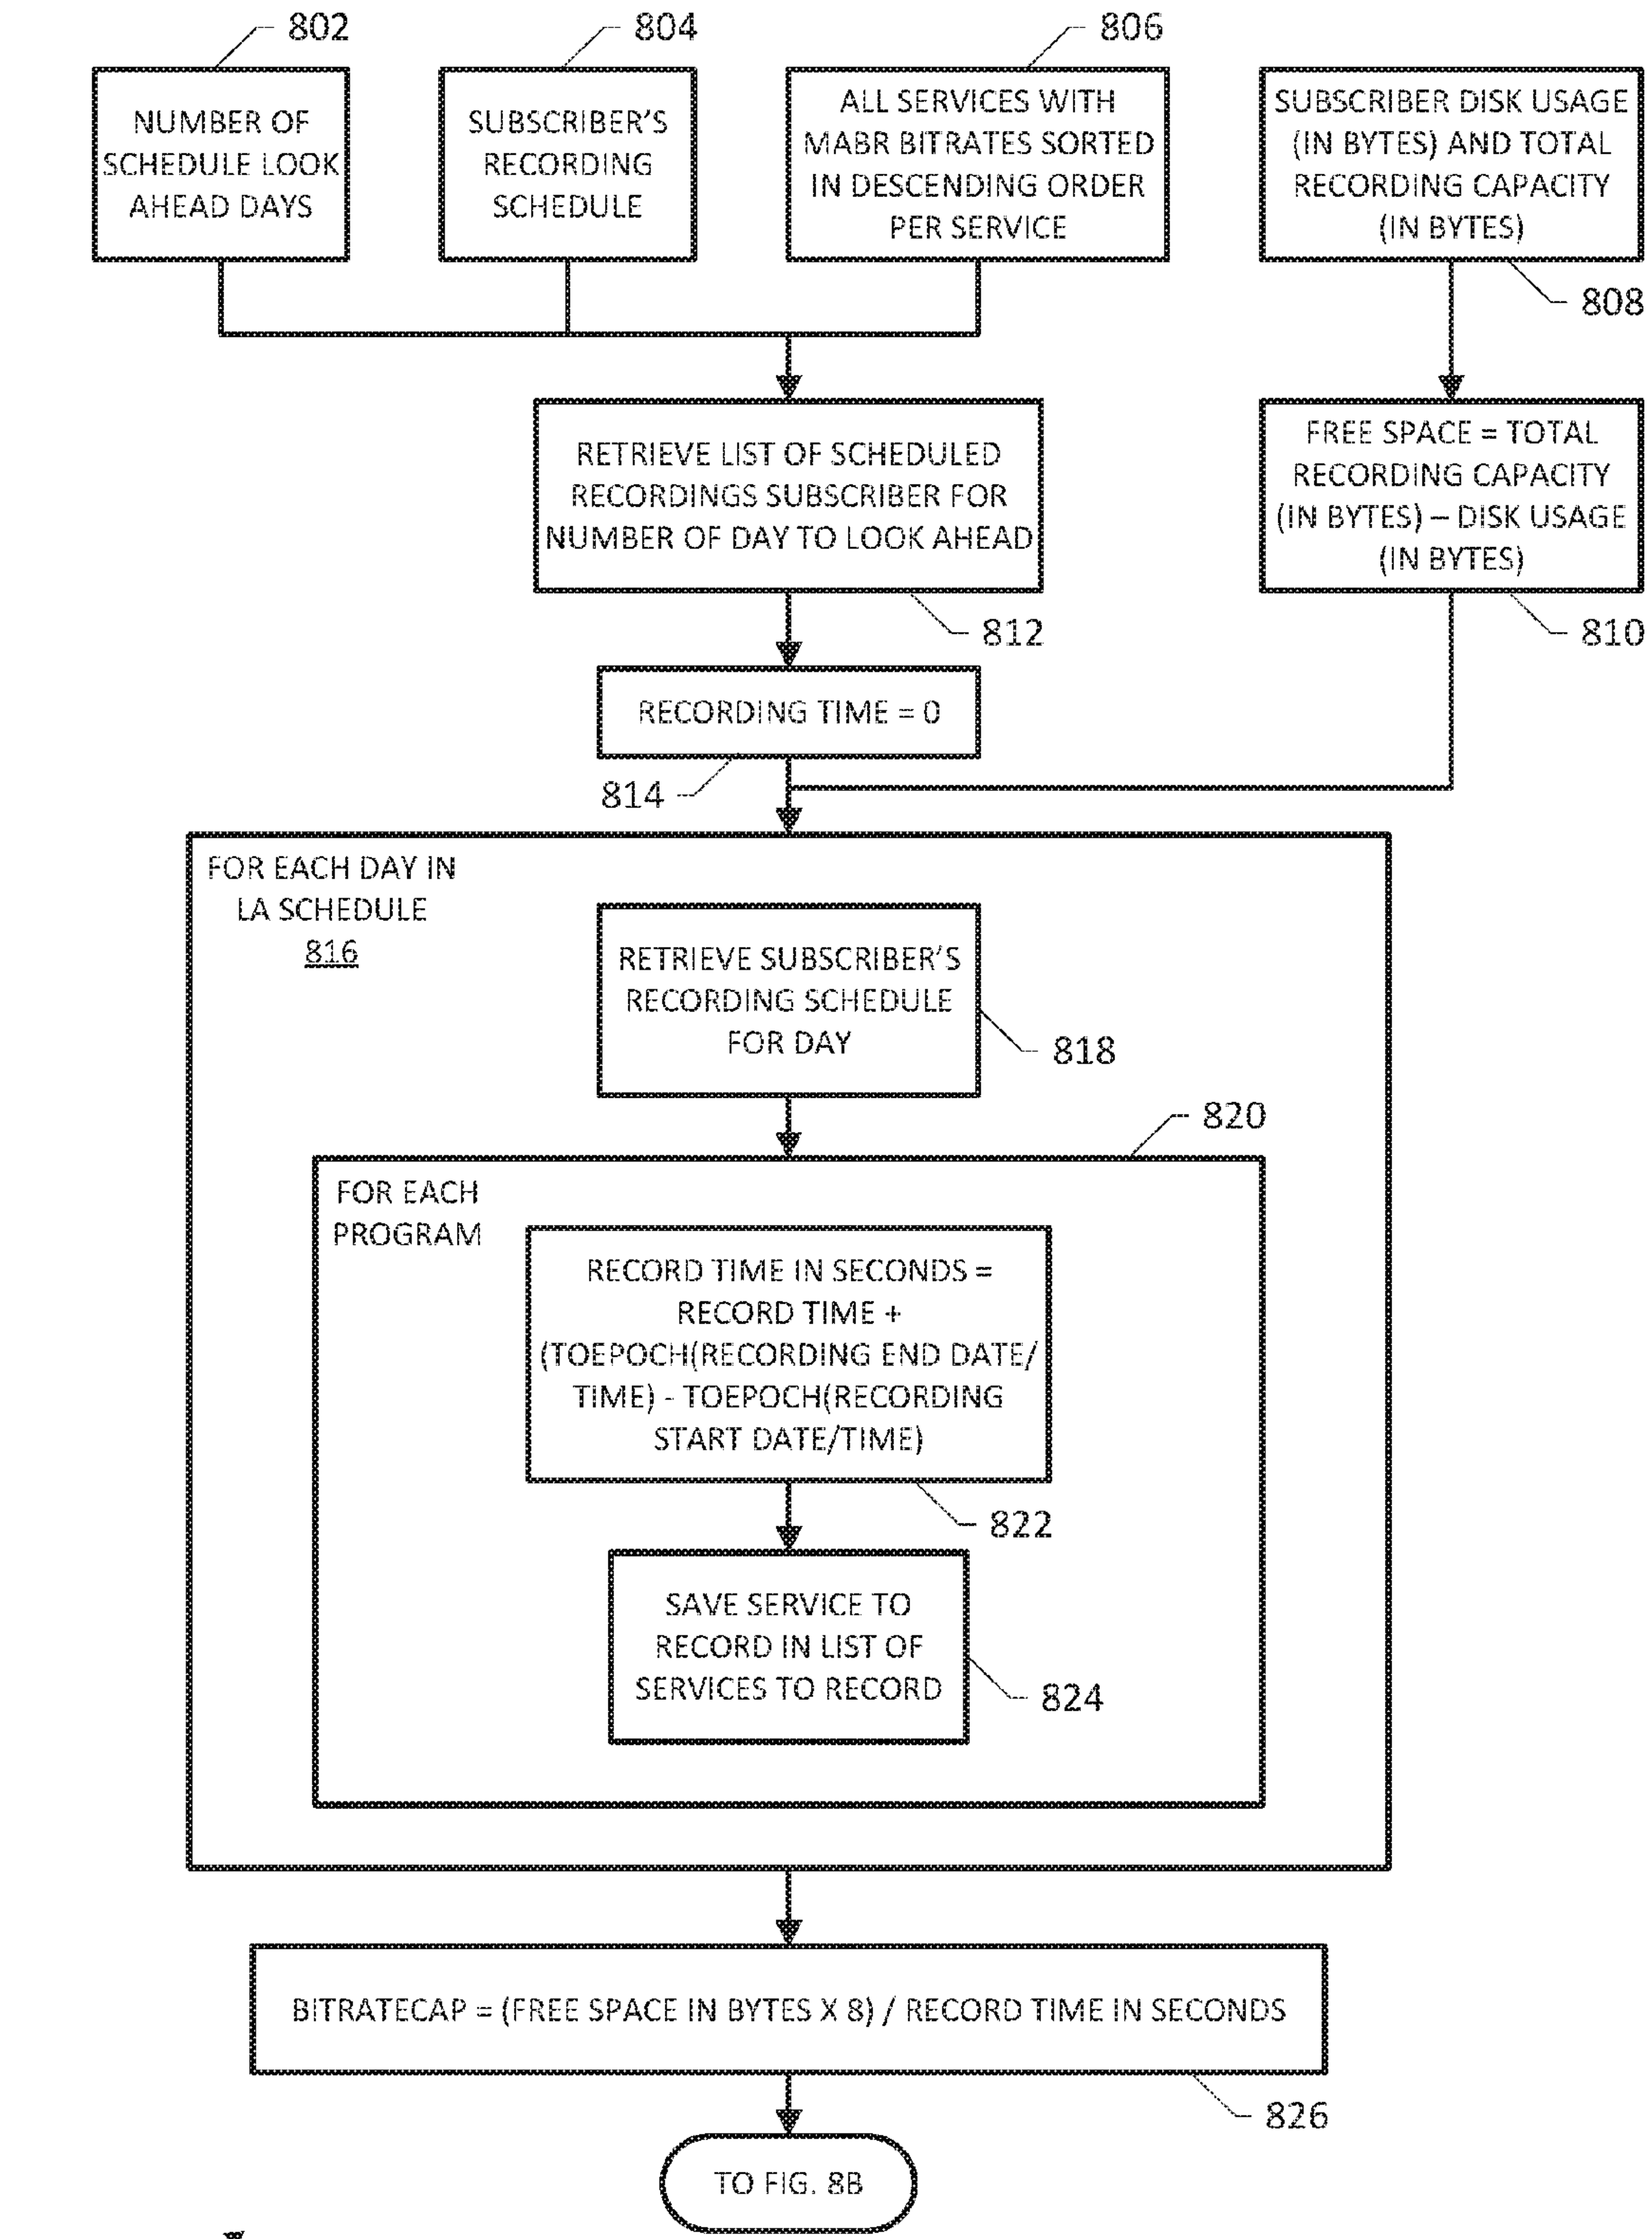 802
804
806
NUMBER OF
SCHEDULE LOOK
AHEAD DAYS
SUBSCRIBER'S
RECORDING
SCHEDULE
ALL SERVICES WITH
MABR BITRATES SORTED
IN DESCENDING ORDER
PER SERVICE
SUBSCRIBER DISK USAGE
(IN BYTES) AND TOTAL
RECORDING CAPACITY
(IN BYTES)
808
RETRIEVE LIST OF SCHEDULED
RECORDINGS SUBSCRIBER FOR
NUMBER OF DAY TO LOOK AHEAD
812
FREE SPACE = TOTAL
RECORDING CAPACITY
(IN BYTES) – DISK USAGE
(IN BYTES)
810
RECORDING TIME = 0
814
FOR EACH DAY IN
LA SCHEDULE
816
RETRIEVE SUBSCRIBER'S
RECORDING SCHEDULE
FOR DAY
818
820
FOR EACH
PROGRAM
RECORD TIME IN SECONDS =
RECORD TIME +
(TOEPOCH(RECORDING END DATE/
TIME) - TOEPOCH(RECORDING
START DATE/TIME)
822
SAVE SERVICE TO
RECORD IN LIST OF
SERVICES TO RECORD
824
BITRATECAP = (FREE SPACE IN BYTES X 8) / RECORD TIME IN SECONDS
826
TO FIG. 8B